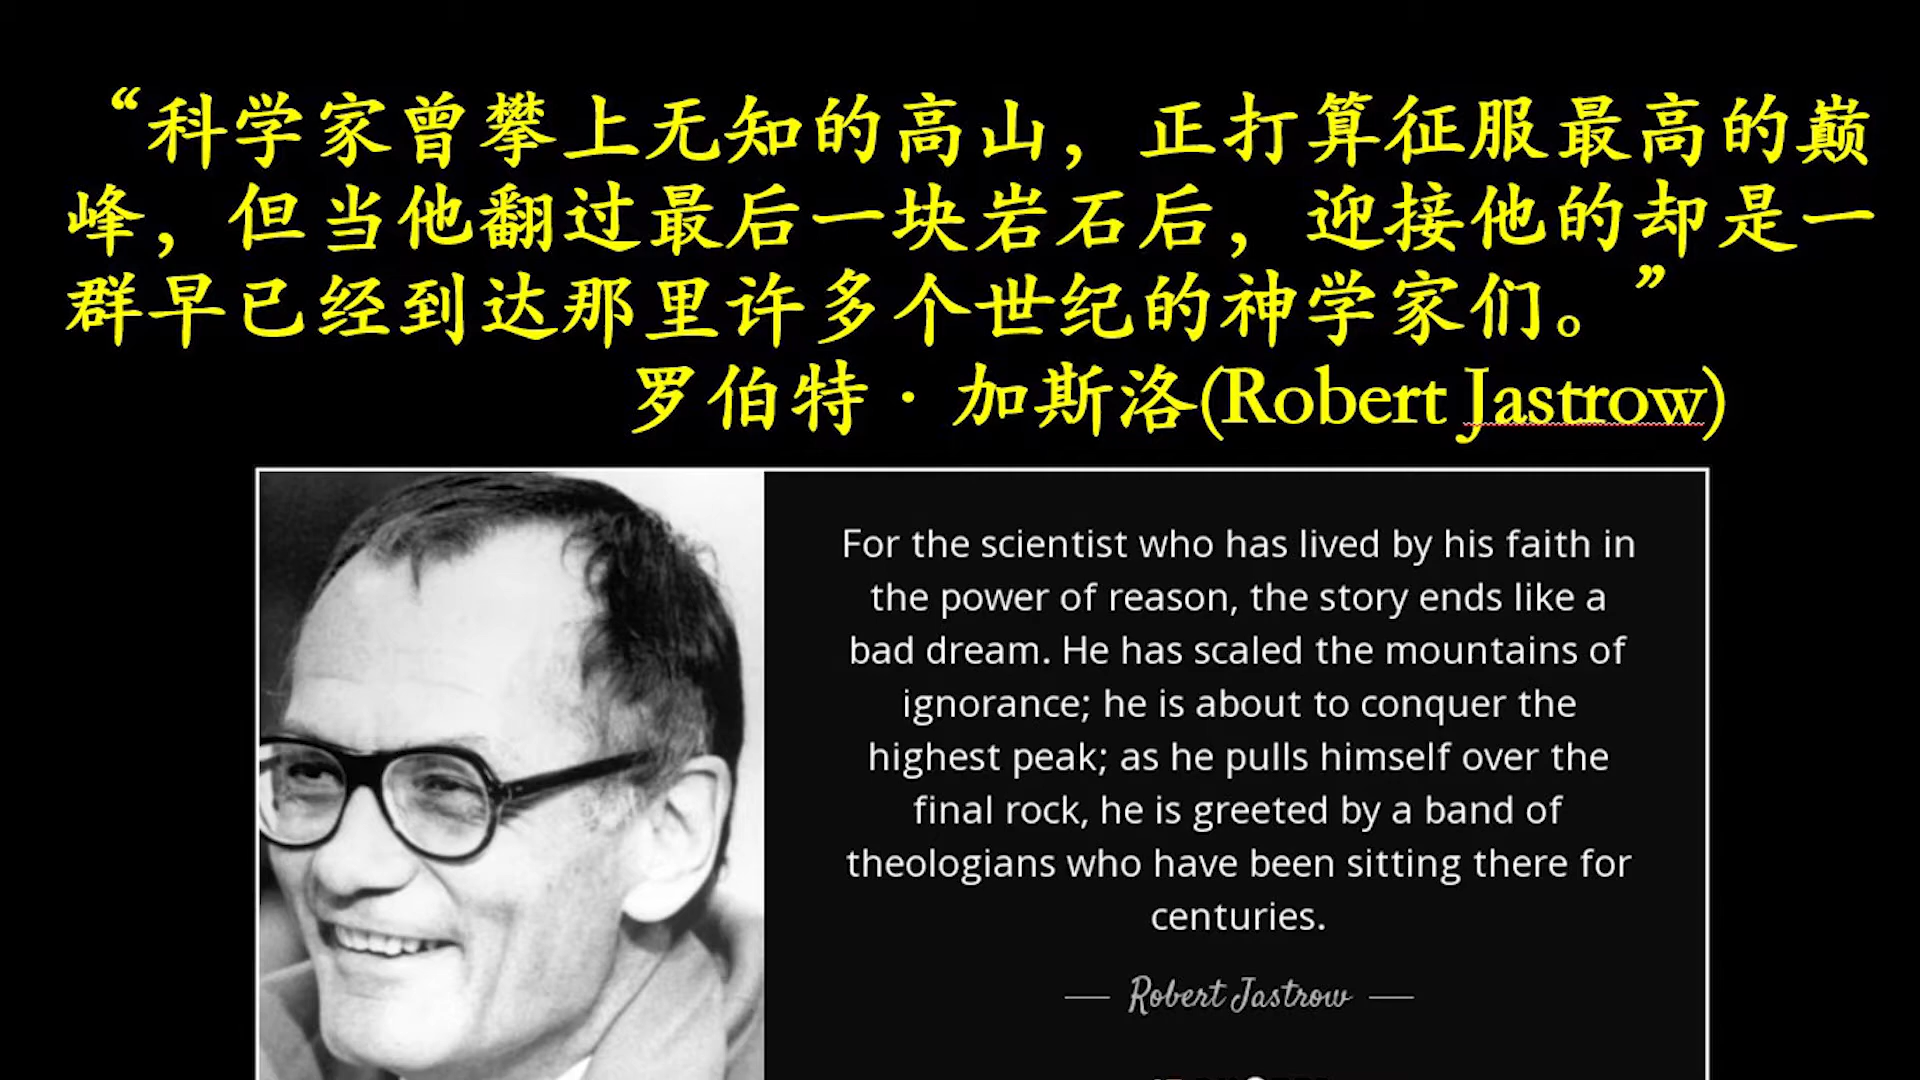 “科学家曾攀上无知的高山，正打算征服最高的巅
峰，但当他翻过最后一块岩石后，迎接他的却是一
群早已经到达那里许多个世纪的神学家们。”
罗伯特·加斯洛(Robert Jastrow)
For the scientist who has lived by his faith in
the power of reason, the story ends like a
bad dream. He has scaled the mountains of
ignorance; he is about to conquer the
highest peak; as he pulls himself over the
final rock, he is greeted by a band of
theologians who have been sitting there for
centuries.
— Robert Jastrow —